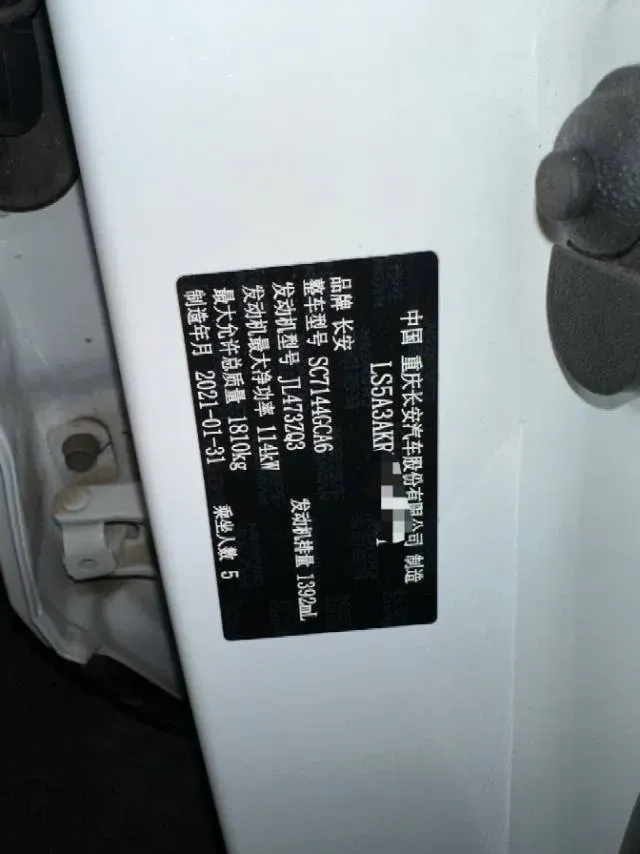 中国 重庆长安汽车股份有限公司 制造
LS5A3AKR
品牌 长安
整车型号 SC7144GCA6
发动机型号 JL473ZQ3 发动机排量 1392mL
发动机最大净功率 114kW
最大允许总质量 1810kg
制造年月 2021-01-31 乘坐人数 5